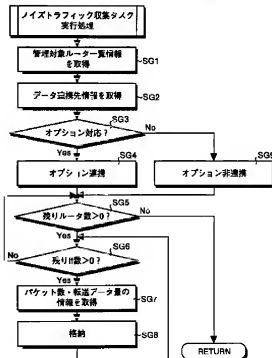 ノイズトラフィック収集タスク
実行処理
管理対象ルーター一覧情報
を取得
SG1
データ連携先情報を取得
SG2
SG3
オプション対応？
No
Yes
SG4
SG9
オプション連携
オプション非連携
SG5
残りルータ数>0？
No
Yes
SG6
残りIF数>0？
No
Yes
パケット数・転送データ量の
情報を取得
SG7
格納
SG8
RETURN